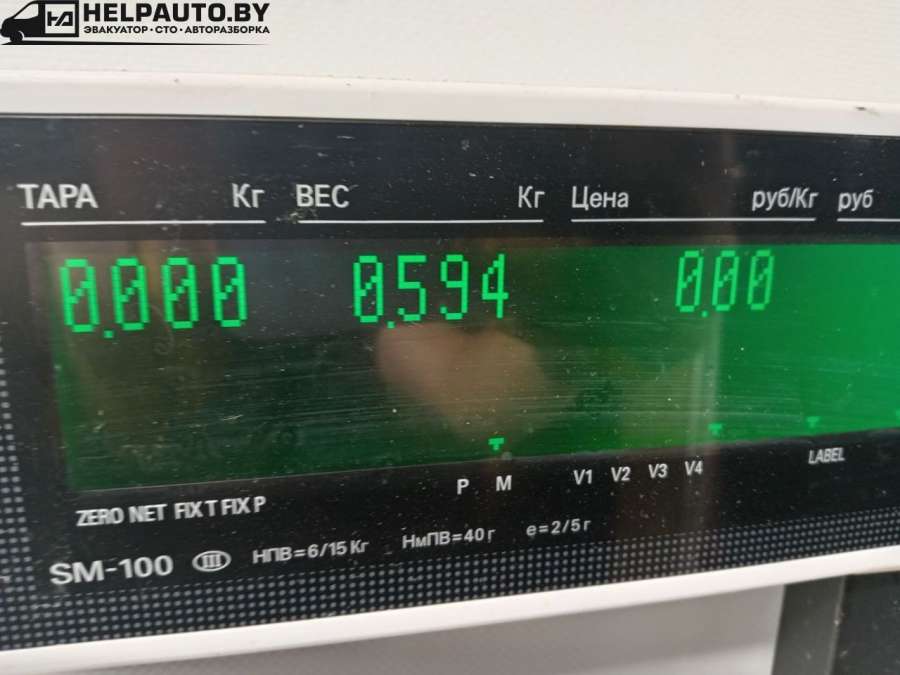 HELPAUTO.BY
ЭВАКУАТОР·СТО·АВТОРАЗБОРКА
ТАРА Кг ВЕС Кг Цена руб/Кг руб
0.000 0.594 0.00
P M V1 V2 V3 V4 LABEL
ZERO NET FIX T FIX P
SM-100 III НПВ=6/15 Кг НмПВ=40 г e=2/5 г